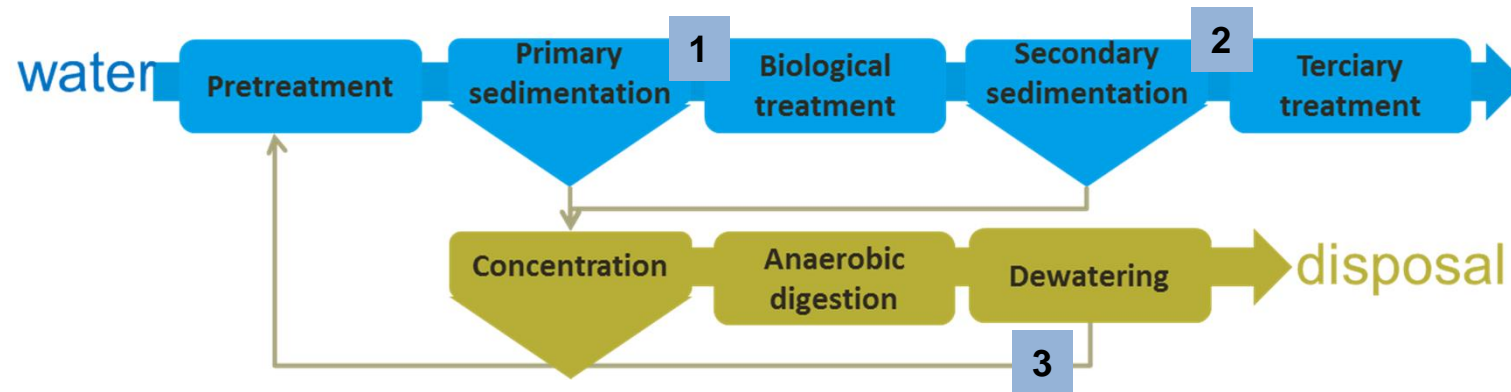 water
Pretreatment
Primary
sedimentation
1
Biological
treatment
Secondary
sedimentation
2
Terciary
treatment
Concentration
Anaerobic
digestion
Dewatering
disposal
3